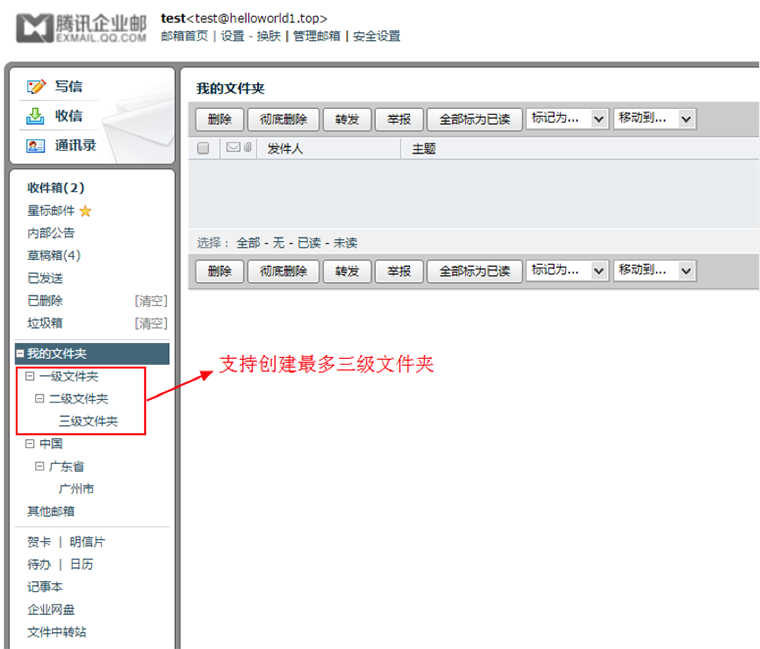 腾讯企业邮
EXMAIL.QQ.COM
test<test@helloworld1.top>
邮箱首页 | 设置 - 换肤 | 管理邮箱 | 安全设置
写信
收信
通讯录
收件箱(2)
星标邮件
内部公告
草稿箱(4)
已发送
已删除 [清空]
垃圾箱 [清空]
我的文件夹
一级文件夹
二级文件夹
三级文件夹
中国
广东省
广州市
其他邮箱
贺卡 | 明信片
待办 | 日历
记事本
企业网盘
文件中转站
我的文件夹
删除 彻底删除 转发 举报 全部标为已读 标记为... 移动到...
发件人 主题
选择： 全部 - 无 - 已读 - 未读
删除 彻底删除 转发 举报 全部标为已读 标记为... 移动到...
支持创建最多三级文件夹